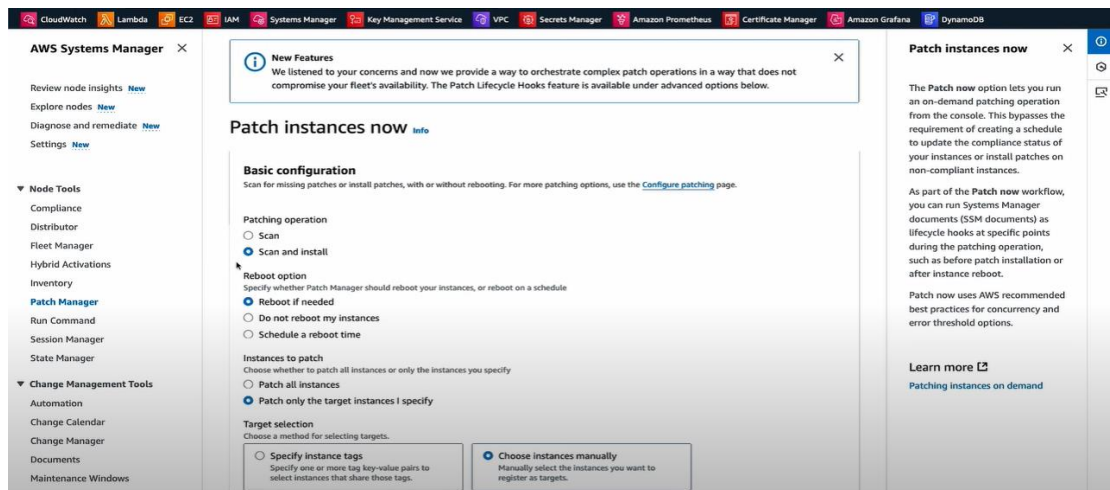 CloudWatch Lambda EC2 IAM Systems Manager Key Management Service VPC Secrets Manager Amazon Prometheus Certificate Manager Amazon Grafana DynamoDB
AWS Systems Manager
Review node insights New
Explore nodes New
Diagnose and remediate New
Settings New
Node Tools
Compliance
Distributor
Fleet Manager
Hybrid Activations
Inventory
Patch Manager
Run Command
Session Manager
State Manager
Change Management Tools
Automation
Change Calendar
Change Manager
Documents
Maintenance Windows
New Features
We listened to your concerns and now we provide a way to orchestrate complex patch operations in a way that does not
compromise your fleet's availability. The Patch Lifecycle Hooks feature is available under advanced options below.
Patch instances now Info
Basic configuration
Scan for missing patches or install patches, with or without rebooting. For more patching options, use the Configure patching page.
Patching operation
Scan
Scan and install
Reboot option
Specify whether Patch Manager should reboot your instances, or reboot on a schedule
Reboot if needed
Do not reboot my instances
Schedule a reboot time
Instances to patch
Choose whether to patch all instances or only the instances you specify
Patch all instances
Patch only the target instances I specify
Target selection
Choose a method for selecting targets.
Specify instance tags
Specify one or more tag key-value pairs to
select instances that share those tags.
Choose instances manually
Manually select the instances you want to
register as targets.
Patch instances now
The Patch now option lets you run
an on-demand patching operation
from the console. This bypasses the
requirement of creating a schedule
to update the compliance status of
your instances or install patches on
non-compliant instances.
As part of the Patch now workflow,
you can run Systems Manager
documents (SSM documents) as
lifecycle hooks at specific points
during the patching operation,
such as before patch installation or
after instance reboot.
Patch now uses AWS recommended
best practices for concurrency and
error threshold options.
Learn more
Patching instances on demand